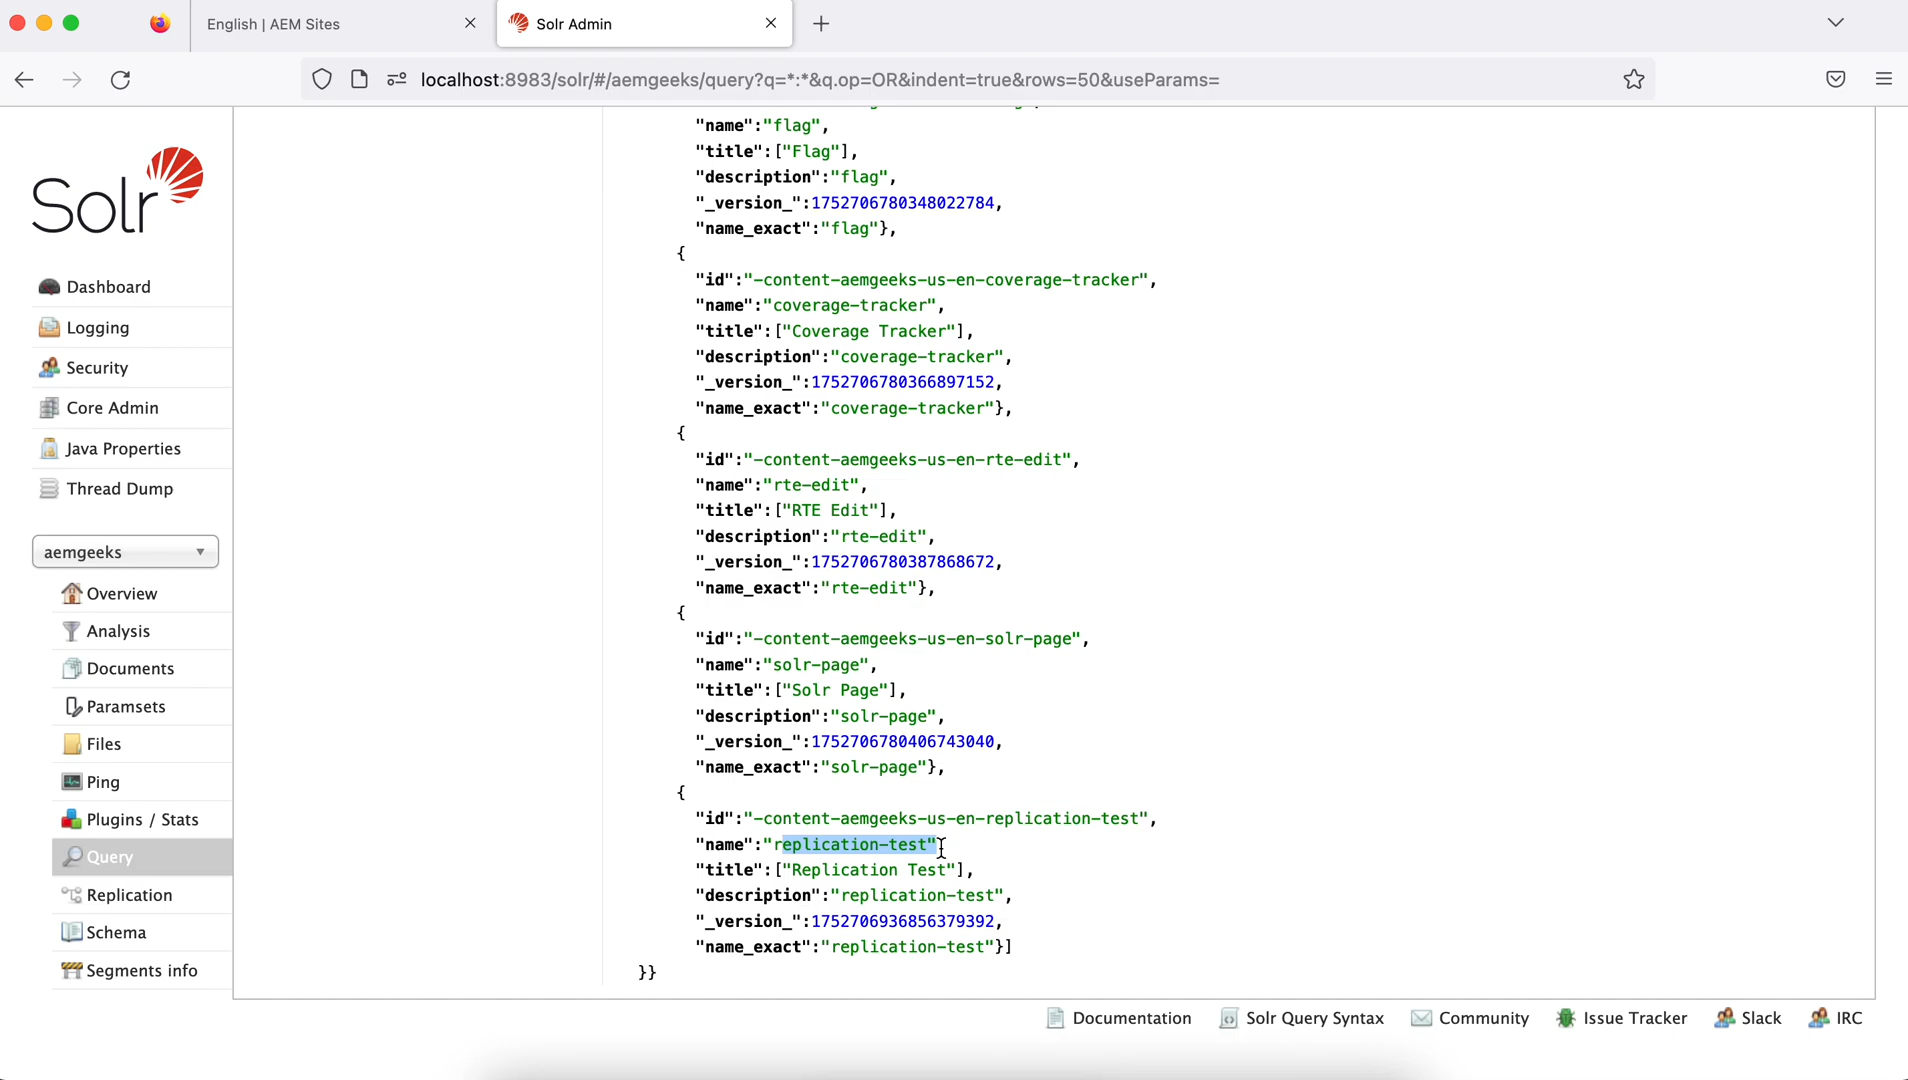 English | AEM Sites
Solr Admin
localhost:8983/solr/#/aemgeeks/query?q=*:*&q.op=OR&indent=true&rows=50&useParams=
Solr
Dashboard
Logging
Security
Core Admin
Java Properties
Thread Dump
aemgeeks
Overview
Analysis
Documents
Paramsets
Files
Ping
Plugins / Stats
Query
Replication
Schema
Segments info
"name":"flag",
"title":["Flag"],
"description":"flag",
"_version_":1752706780348022784,
"name_exact":"flag"},
{
"id":"-content-aemgeeks-us-en-coverage-tracker",
"name":"coverage-tracker",
"title":["Coverage Tracker"],
"description":"coverage-tracker",
"_version_":1752706780366897152,
"name_exact":"coverage-tracker"},
{
"id":"-content-aemgeeks-us-en-rte-edit",
"name":"rte-edit",
"title":["RTE Edit"],
"description":"rte-edit",
"_version_":1752706780387868672,
"name_exact":"rte-edit"},
{
"id":"-content-aemgeeks-us-en-solr-page",
"name":"solr-page",
"title":["Solr Page"],
"description":"solr-page",
"_version_":1752706780406743040,
"name_exact":"solr-page"},
{
"id":"-content-aemgeeks-us-en-replication-test",
"name":"replication-test"
"title":["Replication Test"],
"description":"replication-test",
"_version_":1752706936856379392,
"name_exact":"replication-test"}]
}}
Documentation
Solr Query Syntax
Community
Issue Tracker
Slack
IRC